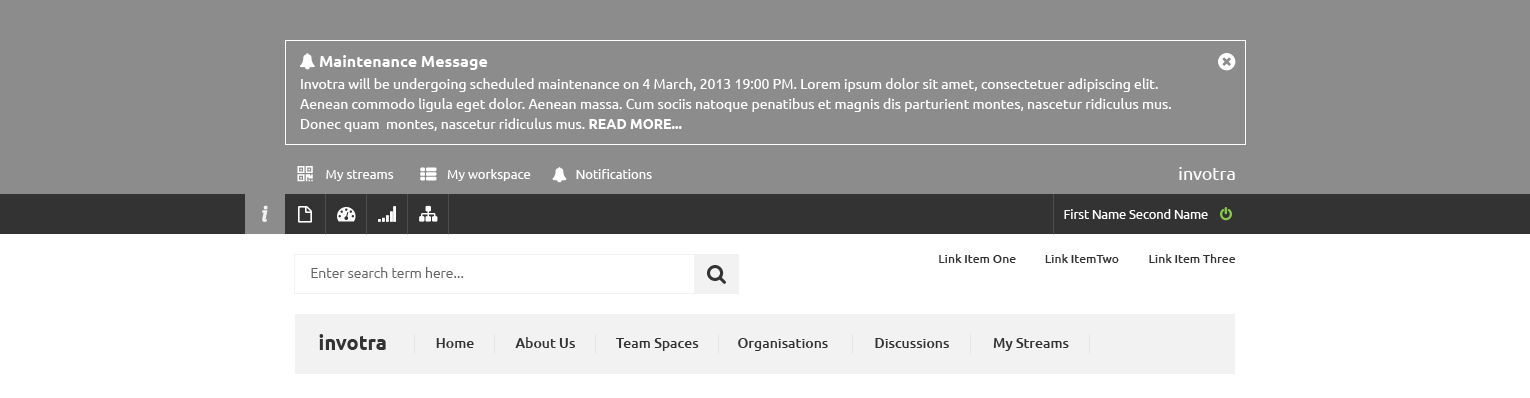 Maintenance Message
Invotra will be undergoing scheduled maintenance on 4 March, 2013 19:00 PM. Lorem ipsum dolor sit amet, consectetuer adipiscing elit.
Aenean commodo ligula eget dolor. Aenean massa. Cum sociis natoque penatibus et magnis dis parturient montes, nascetur ridiculus mus.
Donec quam  montes, nascetur ridiculus mus. READ MORE...
My streams My workspace Notifications invotra
i First Name Second Name
Link Item One Link ItemTwo Link Item Three
Enter search term here...
invotra Home About Us Team Spaces Organisations Discussions My Streams